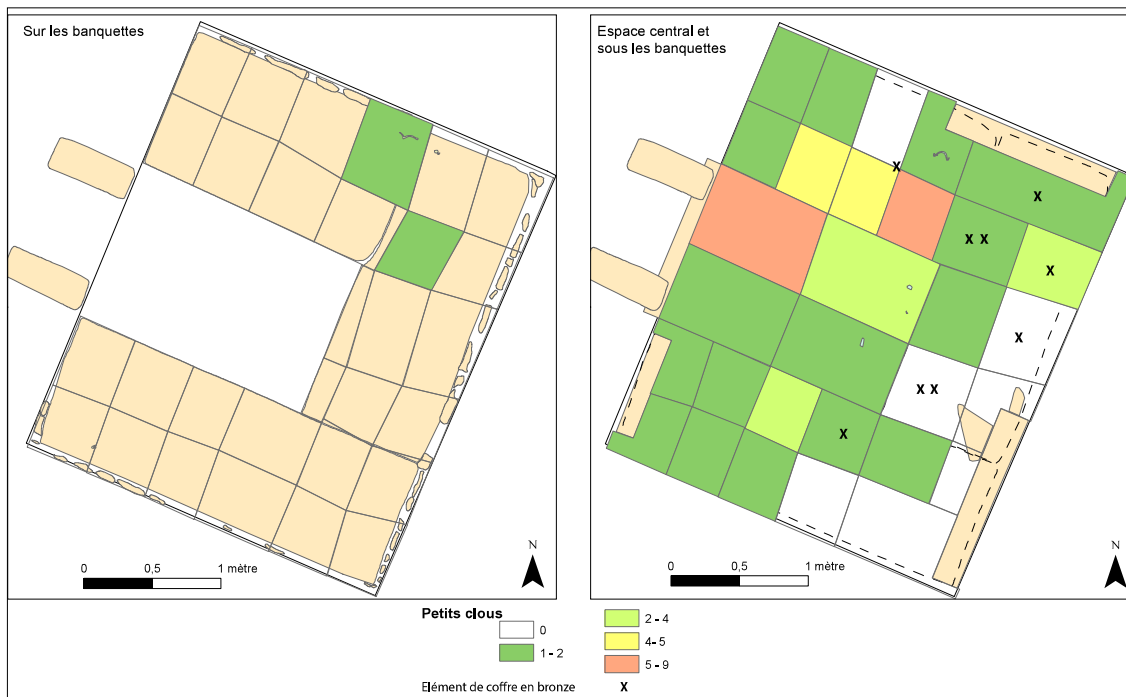 Sur les banquettes
Espace central et
sous les banquettes
X
X
X X
X
X
X X
X
N
0 0,5 1 mètre
N
0 0,5 1 mètre
Petits clous
0
1 - 2
2 - 4
4 - 5
5 - 9
Elément de coffre en bronze X